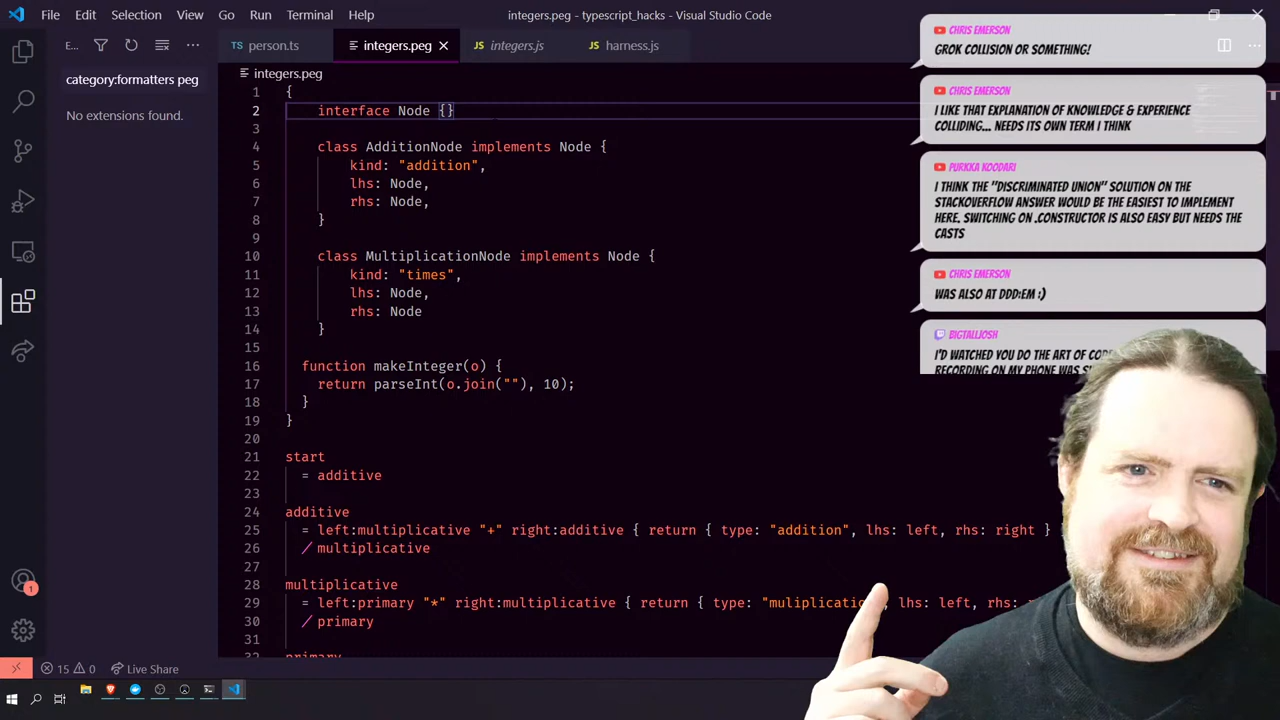 File Edit Selection View Go Run Terminal Help
integers.peg - typescript_hacks - Visual Studio Code
E...
person.ts
integers.peg
integers.js
harness.js
category:formatters peg
No extensions found.
integers.peg
1 {
2 interface Node {}
3
4 class AdditionNode implements Node {
5 kind: "addition",
6 lhs: Node,
7 rhs: Node,
8 }
9
10 class MultiplicationNode implements Node {
11 kind: "times",
12 lhs: Node,
13 rhs: Node
14 }
15
16 function makeInteger(o) {
17 return parseInt(o.join(""), 10);
18 }
19 }
20
21 start
22 = additive
23
24 additive
25 = left:multiplicative "+" right:additive { return { type: "addition", lhs: left, rhs: right }
26 / multiplicative
27
28 multiplicative
29 = left:primary "*" right:multiplicative { return { type: "muliplicatio lhs: left, rhs:
30 / primary
31
32 primary
CHRIS EMERSON
GROK COLLISION OR SOMETHING!
CHRIS EMERSON
I LIKE THAT EXPLANATION OF KNOWLEDGE & EXPERIENCE
COLLIDING... NEEDS ITS OWN TERM I THINK
PURKKA KOODARI
I THINK THE "DISCRIMINATED UNION" SOLUTION ON THE
STACKOVERFLOW ANSWER WOULD BE THE EASIEST TO IMPLEMENT
HERE. SWITCHING ON .CONSTRUCTOR IS ALSO EASY BUT NEEDS THE
CASTS
CHRIS EMERSON
WAS ALSO AT DDD:EM :)
BIGTALLJOSH
I'D WATCHED YOU DO THE ART OF
RECORDING ON MY PHONE WAS
1
15 0 Live Share